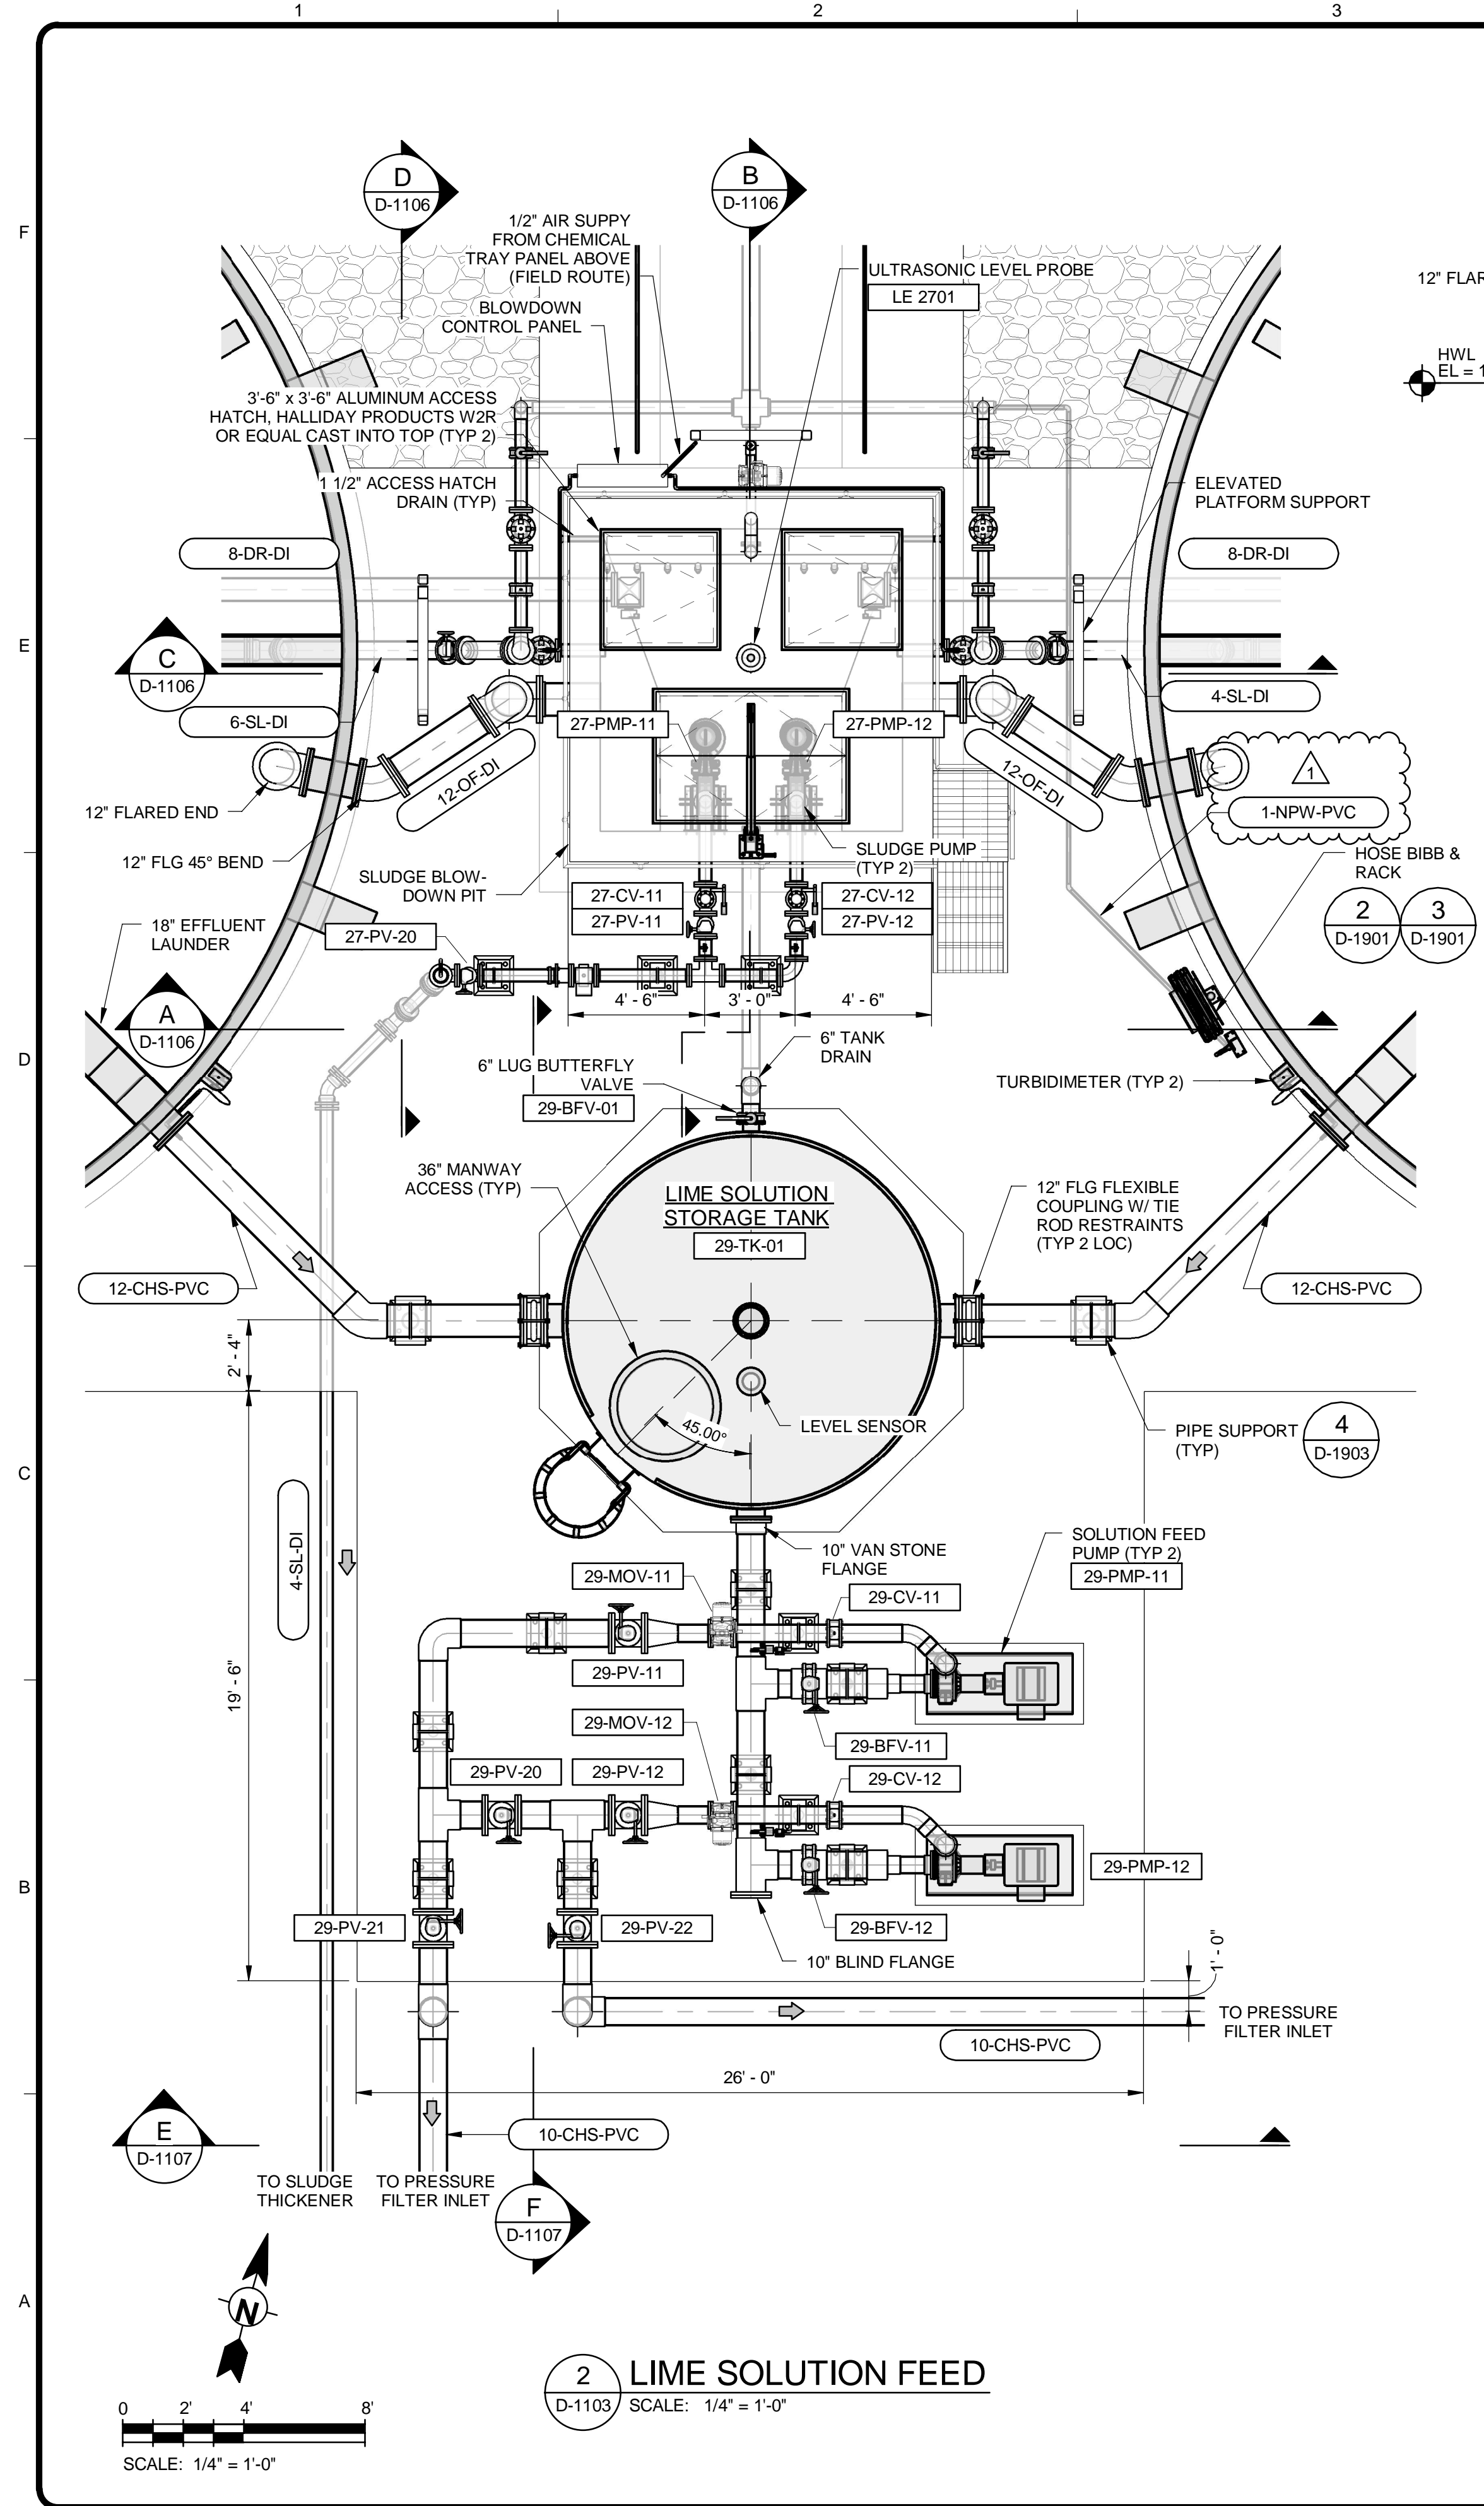 1
2
3
F
E
D
C
B
A
D
D-1106
B
D-1106
1/2" AIR SUPPY
FROM CHEMICAL
TRAY PANEL ABOVE
(FIELD ROUTE)
ULTRASONIC LEVEL PROBE
LE 2701
BLOWDOWN
CONTROL PANEL
12" FLAR
HWL
EL = 1
3'-6" x 3'-6" ALUMINUM ACCESS
HATCH, HALLIDAY PRODUCTS W2R
OR EQUAL CAST INTO TOP (TYP 2)
1 1/2" ACCESS HATCH
DRAIN (TYP)
ELEVATED
PLATFORM SUPPORT
8-DR-DI
8-DR-DI
C
D-1106
6-SL-DI
4-SL-DI
27-PMP-11
27-PMP-12
12-OF-DI
12-OF-DI
1
1-NPW-PVC
12" FLARED END
12" FLG 45° BEND
SLUDGE PUMP
(TYP 2)
HOSE BIBB &
RACK
2
D-1901
3
D-1901
SLUDGE BLOW-
DOWN PIT
27-CV-11
27-PV-11
27-CV-12
27-PV-12
18" EFFLUENT
LAUNDER
27-PV-20
4' - 6"
3' - 0"
4' - 6"
A
D-1106
6" TANK
DRAIN
6" LUG BUTTERFLY
VALVE
29-BFV-01
TURBIDIMETER (TYP 2)
36" MANWAY
ACCESS (TYP)
LIME SOLUTION
STORAGE TANK
29-TK-01
12" FLG FLEXIBLE
COUPLING W/ TIE
ROD RESTRAINTS
(TYP 2 LOC)
12-CHS-PVC
12-CHS-PVC
2' - 4"
LEVEL SENSOR
45.00°
PIPE SUPPORT
(TYP)
4
D-1903
4-SL-DI
10" VAN STONE
FLANGE
SOLUTION FEED
PUMP (TYP 2)
29-PMP-11
29-MOV-11
29-CV-11
29-PV-11
19' - 6"
29-MOV-12
29-BFV-11
29-PV-20
29-PV-12
29-CV-12
29-PMP-12
29-PV-21
29-PV-22
29-BFV-12
10" BLIND FLANGE
1' - 0"
TO PRESSURE
FILTER INLET
10-CHS-PVC
26' - 0"
E
D-1107
10-CHS-PVC
TO SLUDGE
THICKENER
TO PRESSURE
FILTER INLET
F
D-1107
N
2
D-1103
LIME SOLUTION FEED
SCALE: 1/4" = 1'-0"
0 2' 4' 8'
SCALE: 1/4" = 1'-0"